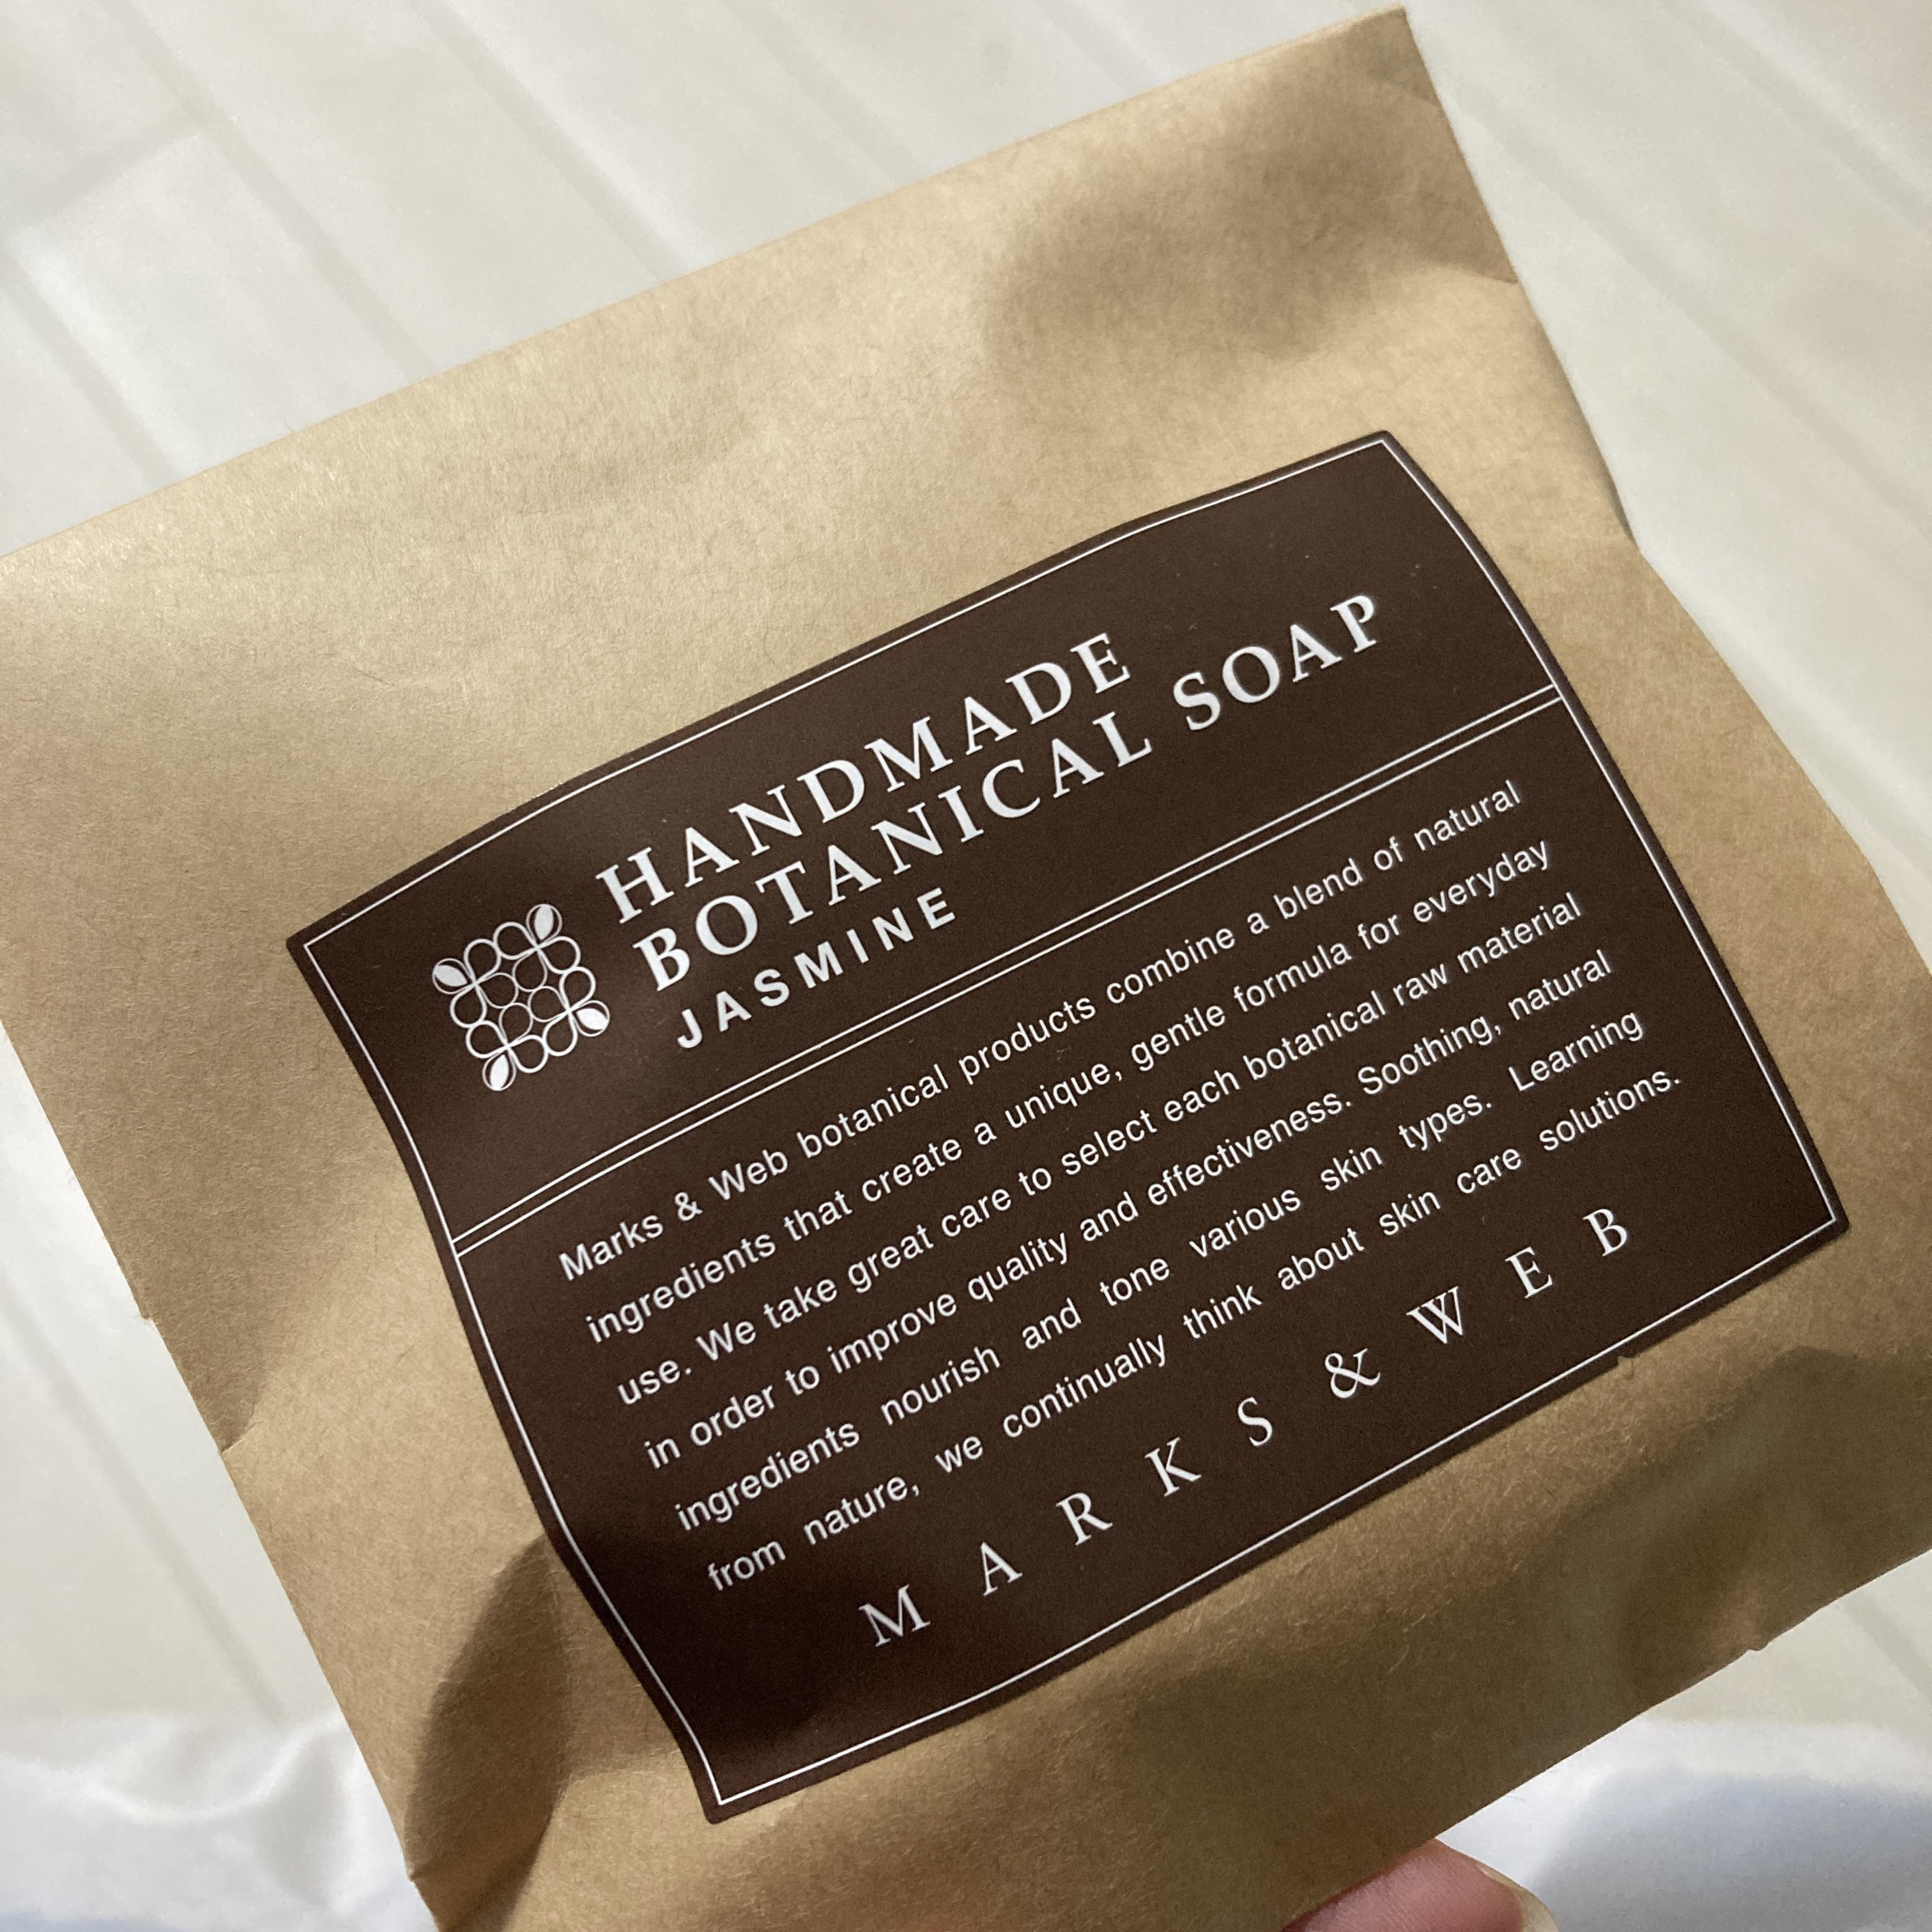 HANDMADE
BOTANICAL SOAP
JASMINE
Marks & Web botanical products combine a blend of natural
ingredients that create a unique, gentle formula for everyday
use. We take great care to select each botanical raw material
in order to improve quality and effectiveness. Soothing, natural
ingredients nourish and tone various skin types. Learning
from nature, we continually think about skin care solutions.
MARKS & WEB